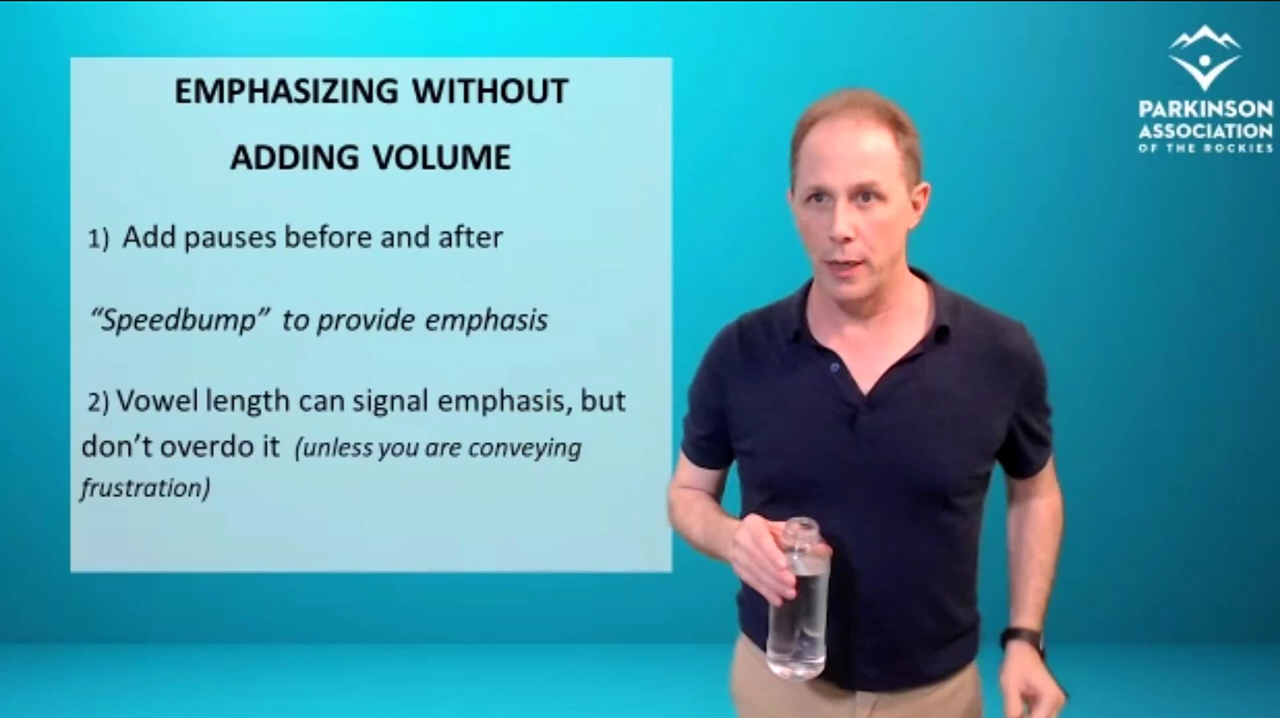 EMPHASIZING WITHOUT
ADDING VOLUME
1) Add pauses before and after
“Speedbump” to provide emphasis
2) Vowel length can signal emphasis, but
don’t overdo it (unless you are conveying
frustration)
PARKINSON
ASSOCIATION
OF THE ROCKIES